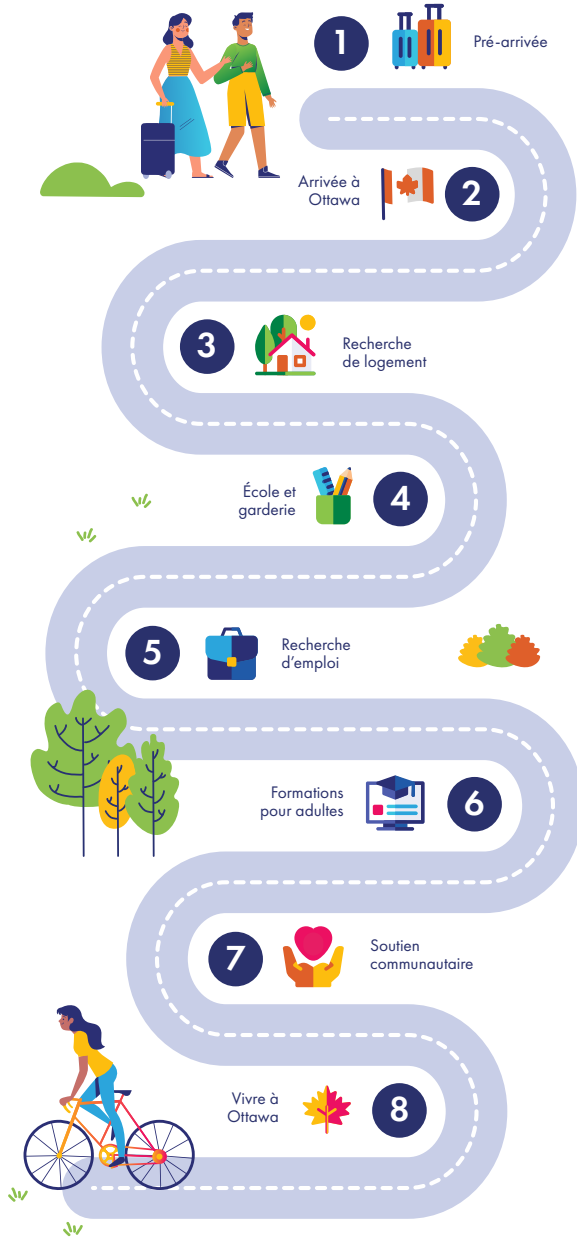 1
Pré-arrivée
Arrivée à
Ottawa
2
3
Recherche
de logement
École et
garderie
4
5
Recherche
d'emploi
Formations
pour adultes
6
7
Soutien
communautaire
Vivre à
Ottawa
8